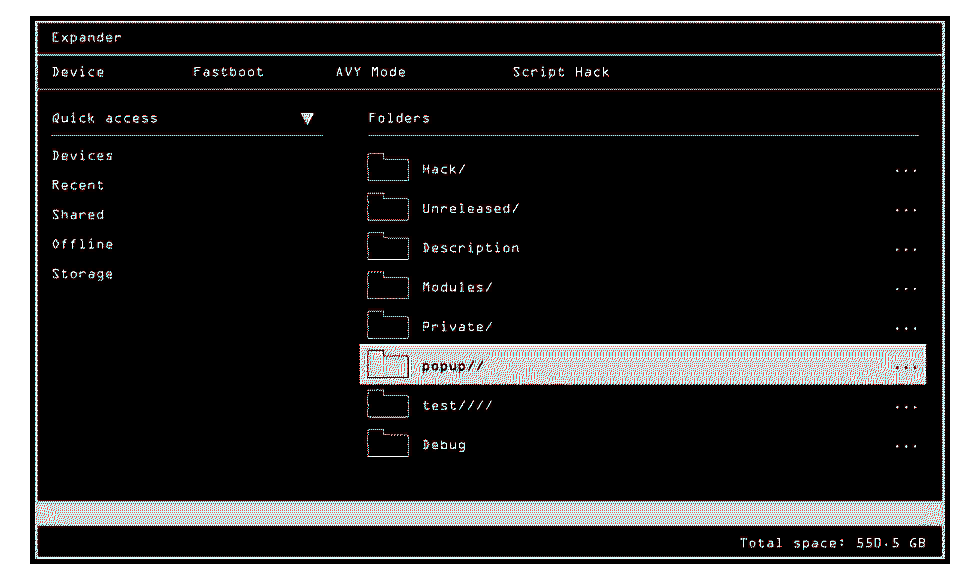 Expander
Device Fastboot AVY Mode Script Hack
Quick access
Devices
Recent
Shared
Offline
Storage
Folders
Hack/ ...
Unreleased/ ...
Description ...
Modules/ ...
Private/ ...
popup// ...
test//// ...
Debug ...
Total space: 550.5 GB